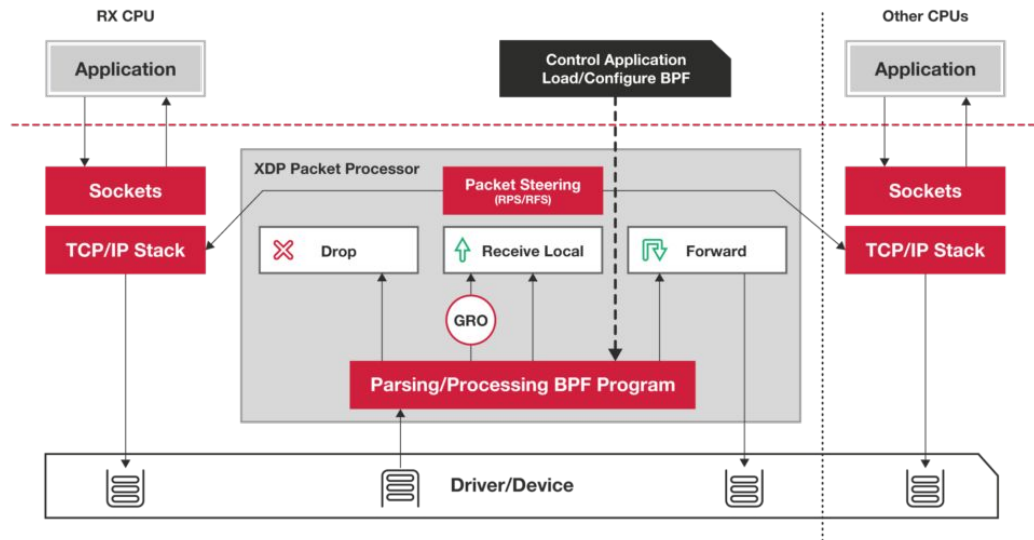 RX CPU
Other CPUs
Application
Control Application
Load/Configure BPF
Application
XDP Packet Processor
Sockets
Packet Steering
(RPS/RFS)
Sockets
TCP/IP Stack
Drop
Receive Local
Forward
TCP/IP Stack
GRO
Parsing/Processing BPF Program
Driver/Device